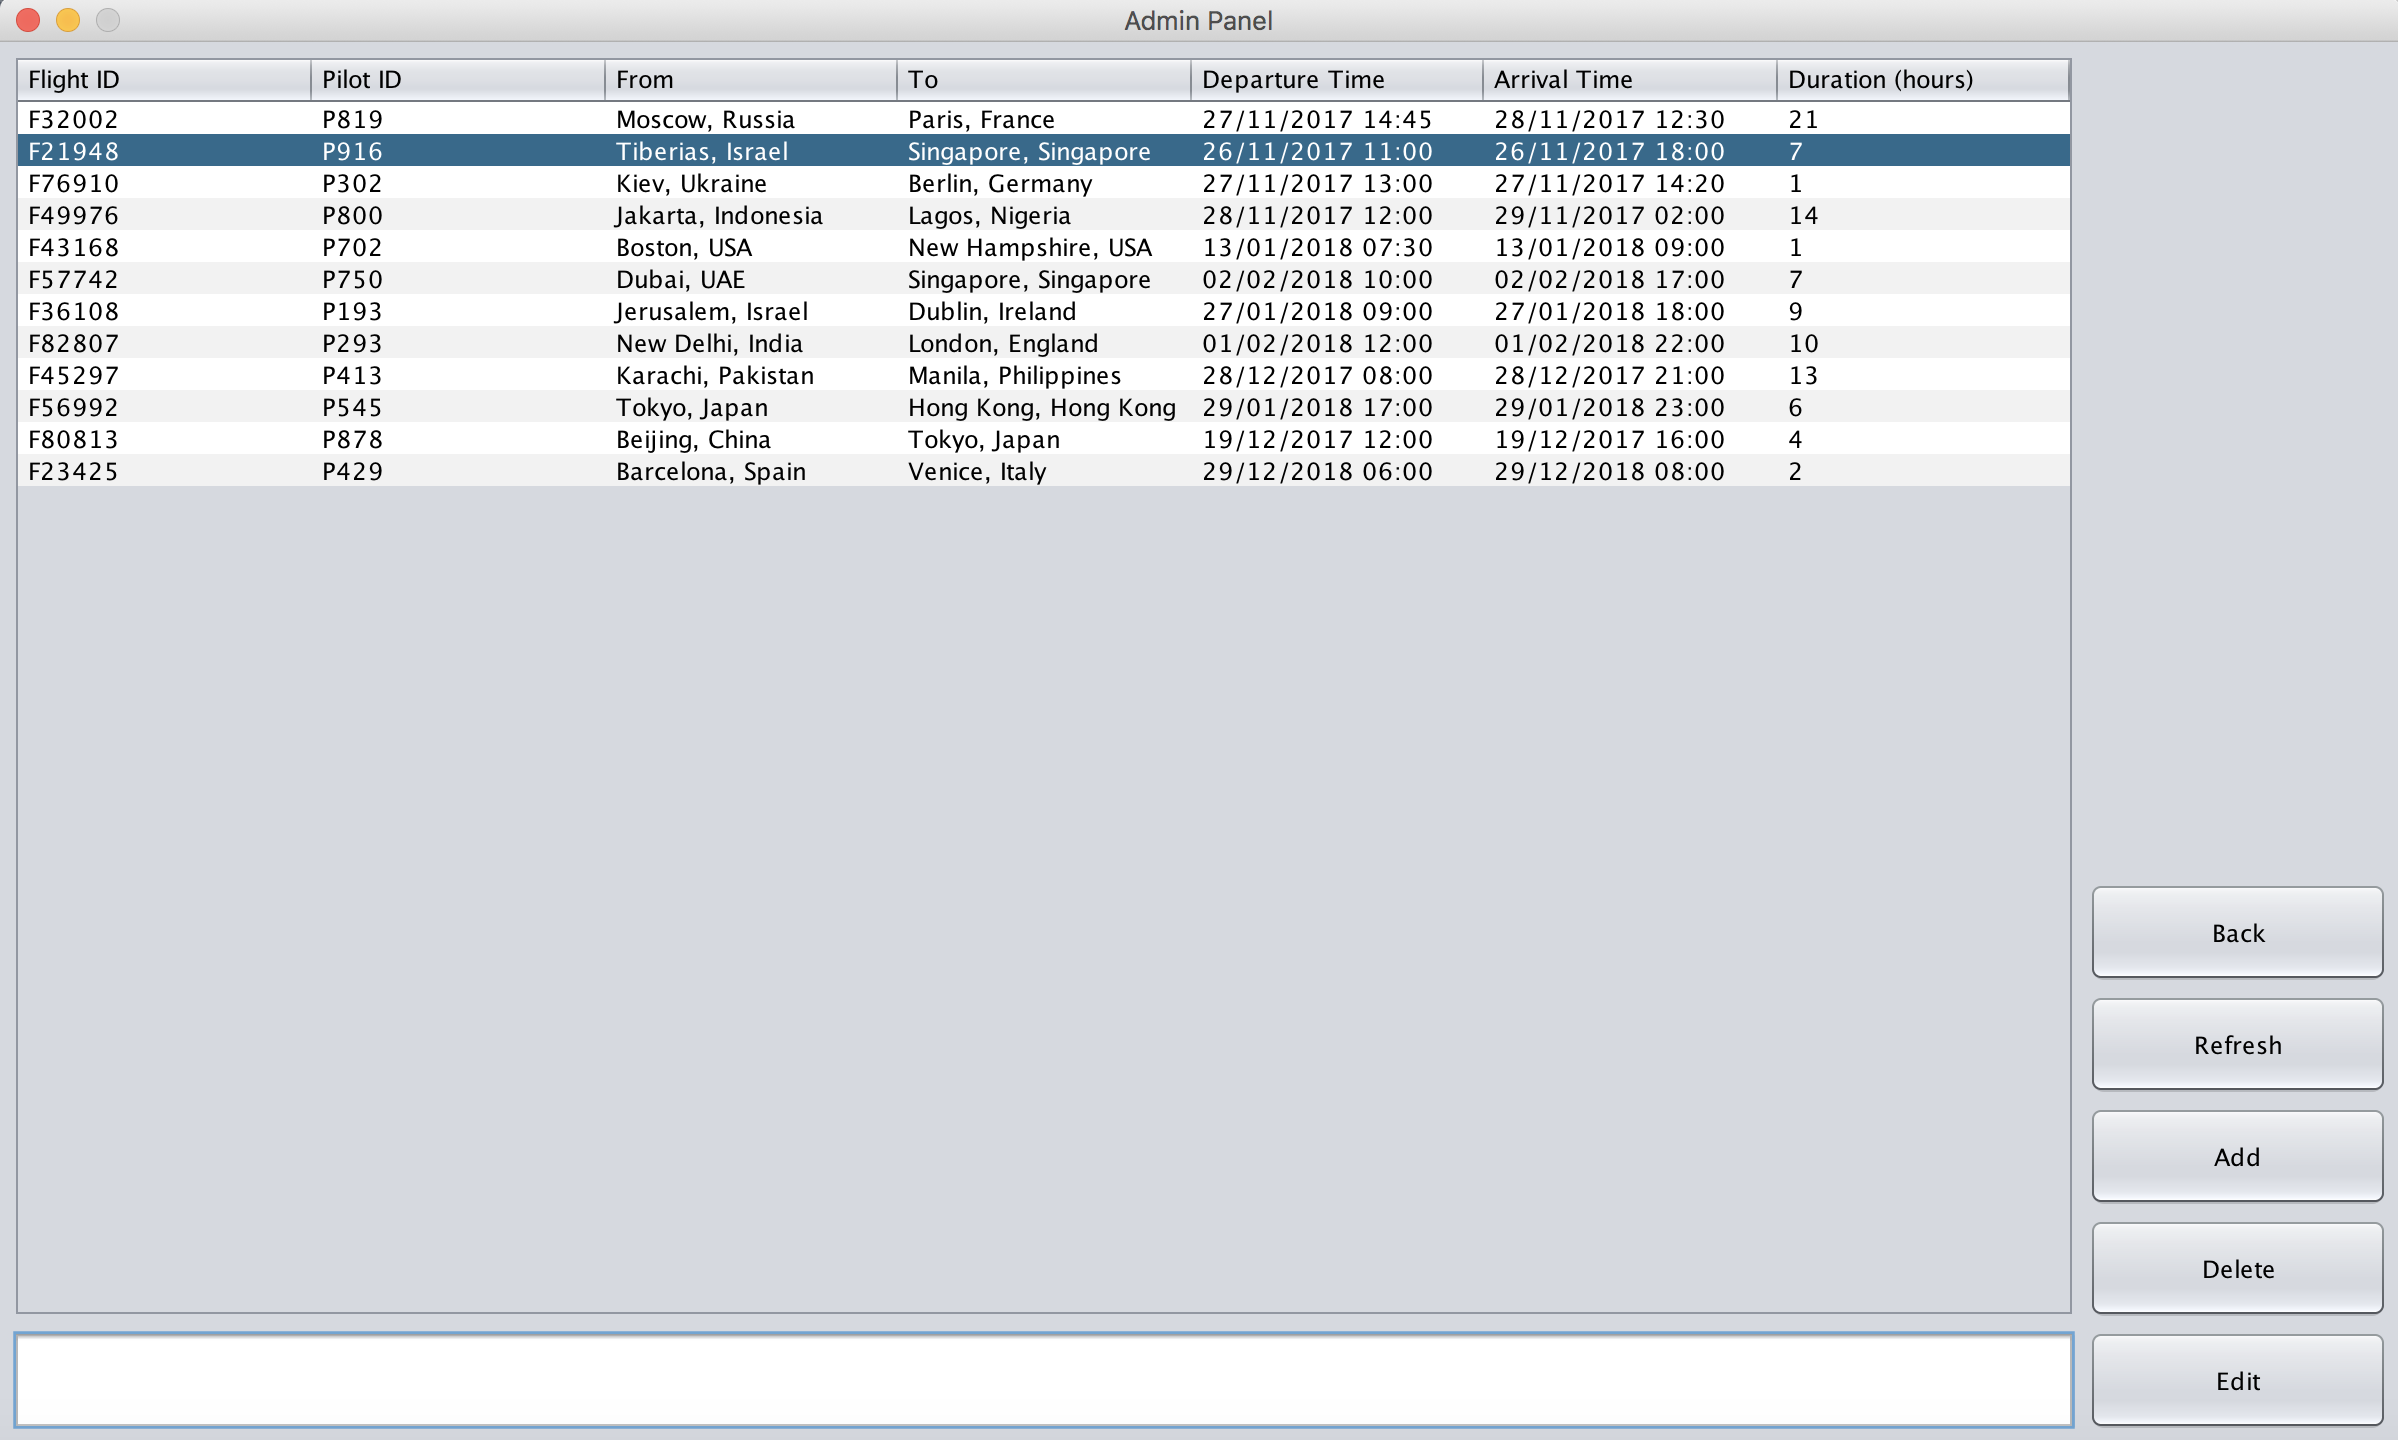 Admin Panel
Flight ID Pilot ID From To Departure Time Arrival Time Duration (hours)
F32002 P819 Moscow, Russia Paris, France 27/11/2017 14:45 28/11/2017 12:30 21
F21948 P916 Tiberias, Israel Singapore, Singapore 26/11/2017 11:00 26/11/2017 18:00 7
F76910 P302 Kiev, Ukraine Berlin, Germany 27/11/2017 13:00 27/11/2017 14:20 1
F49976 P800 Jakarta, Indonesia Lagos, Nigeria 28/11/2017 12:00 29/11/2017 02:00 14
F43168 P702 Boston, USA New Hampshire, USA 13/01/2018 07:30 13/01/2018 09:00 1
F57742 P750 Dubai, UAE Singapore, Singapore 02/02/2018 10:00 02/02/2018 17:00 7
F36108 P193 Jerusalem, Israel Dublin, Ireland 27/01/2018 09:00 27/01/2018 18:00 9
F82807 P293 New Delhi, India London, England 01/02/2018 12:00 01/02/2018 22:00 10
F45297 P413 Karachi, Pakistan Manila, Philippines 28/12/2017 08:00 28/12/2017 21:00 13
F56992 P545 Tokyo, Japan Hong Kong, Hong Kong 29/01/2018 17:00 29/01/2018 23:00 6
F80813 P878 Beijing, China Tokyo, Japan 19/12/2017 12:00 19/12/2017 16:00 4
F23425 P429 Barcelona, Spain Venice, Italy 29/12/2018 06:00 29/12/2018 08:00 2
Back
Refresh
Add
Delete
Edit